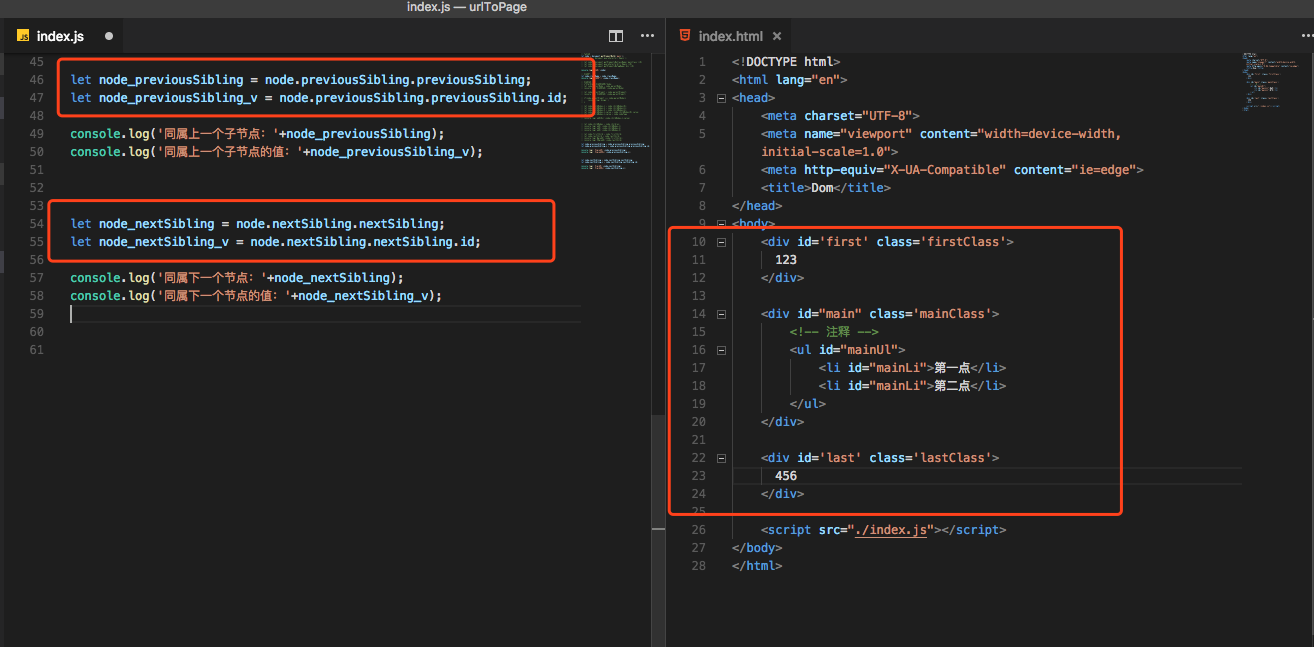 index.js — urlToPage
JS index.js
index.html
45
46 let node_previousSibling = node.previousSibling.previousSibling;
47 let node_previousSibling_v = node.previousSibling.previousSibling.id;
48
49 console.log('同属上一个子节点：'+node_previousSibling);
50 console.log('同属上一个子节点的值：'+node_previousSibling_v);
51
52
53
54 let node_nextSibling = node.nextSibling.nextSibling;
55 let node_nextSibling_v = node.nextSibling.nextSibling.id;
56
57 console.log('同属下一个节点：'+node_nextSibling);
58 console.log('同属下一个节点的值：'+node_nextSibling_v);
59
60
61
1 <!DOCTYPE html>
2 <html lang="en">
3 <head>
4 <meta charset="UTF-8">
5 <meta name="viewport" content="width=device-width,
initial-scale=1.0">
6 <meta http-equiv="X-UA-Compatible" content="ie=edge">
7 <title>Dom</title>
8 </head>
9 <body>
10 <div id='first' class='firstClass'>
11 123
12 </div>
13
14 <div id="main" class='mainClass'>
15 <!-- 注释 -->
16 <ul id="mainUl">
17 <li id="mainLi">第一点</li>
18 <li id="mainLi">第二点</li>
19 </ul>
20 </div>
21
22 <div id='last' class='lastClass'>
23 456
24 </div>
25
26 <script src="./index.js"></script>
27 </body>
28 </html>